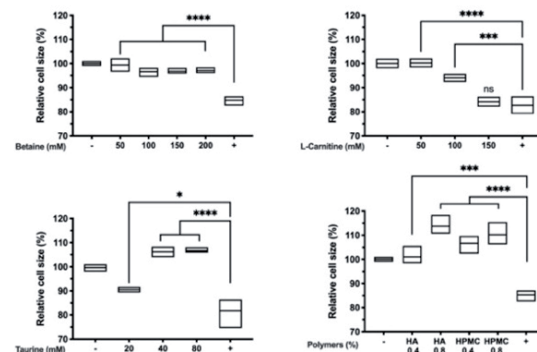 ****
Relative cell size (%)
120
110
100
90
80
70
Betaine (mM)
- 50 100 150 200 +
****
***
Relative cell size (%)
120
110
100
90
80
70
ns
L-Carnitine (mM)
- 50 100 150 +
*
****
Relative cell size (%)
120
110
100
90
80
70
Taurine (mM)
- 20 40 80 +
***
****
Relative cell size (%)
130
120
110
100
90
80
70
Polymers (%)
- HA HA HPMC HPMC +
0.4 0.8 0.4 0.8